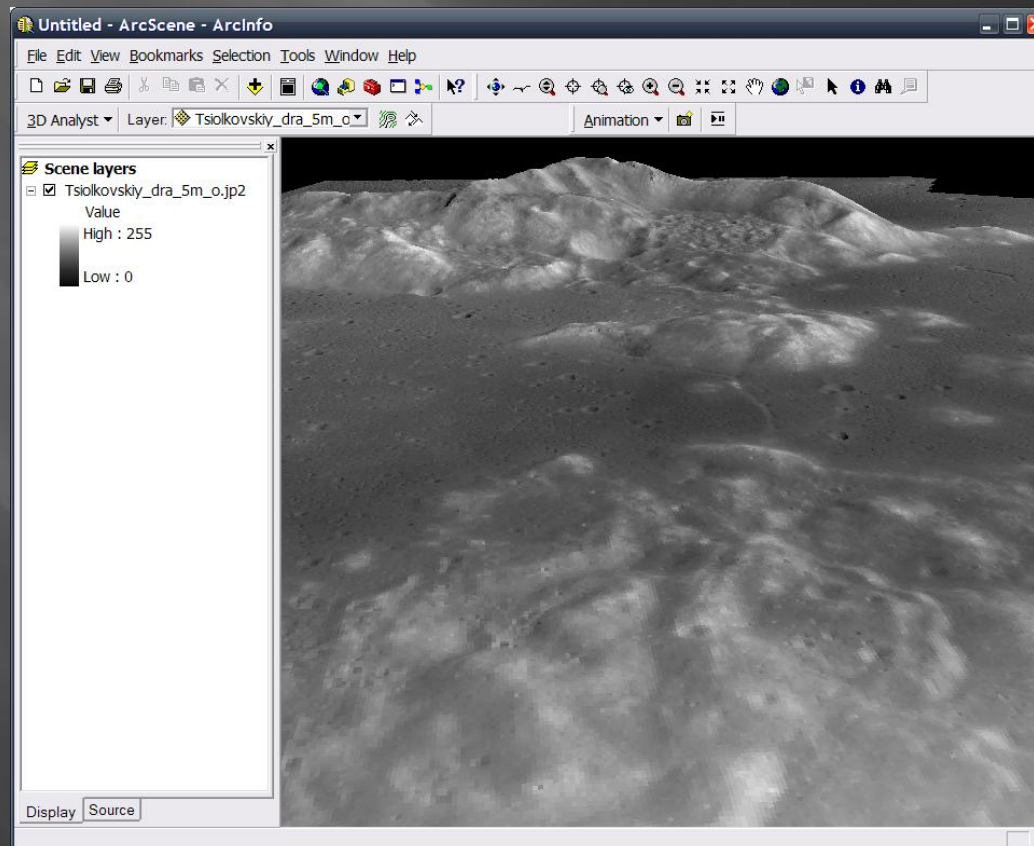 Untitled - ArcScene - ArcInfo
File Edit View Bookmarks Selection Tools Window Help
3D Analyst Layer: Tsiolkovskiy_dra_5m_o Animation
Scene layers
Tsiolkovskiy_dra_5m_o.jp2
Value
High : 255
Low : 0
Display Source